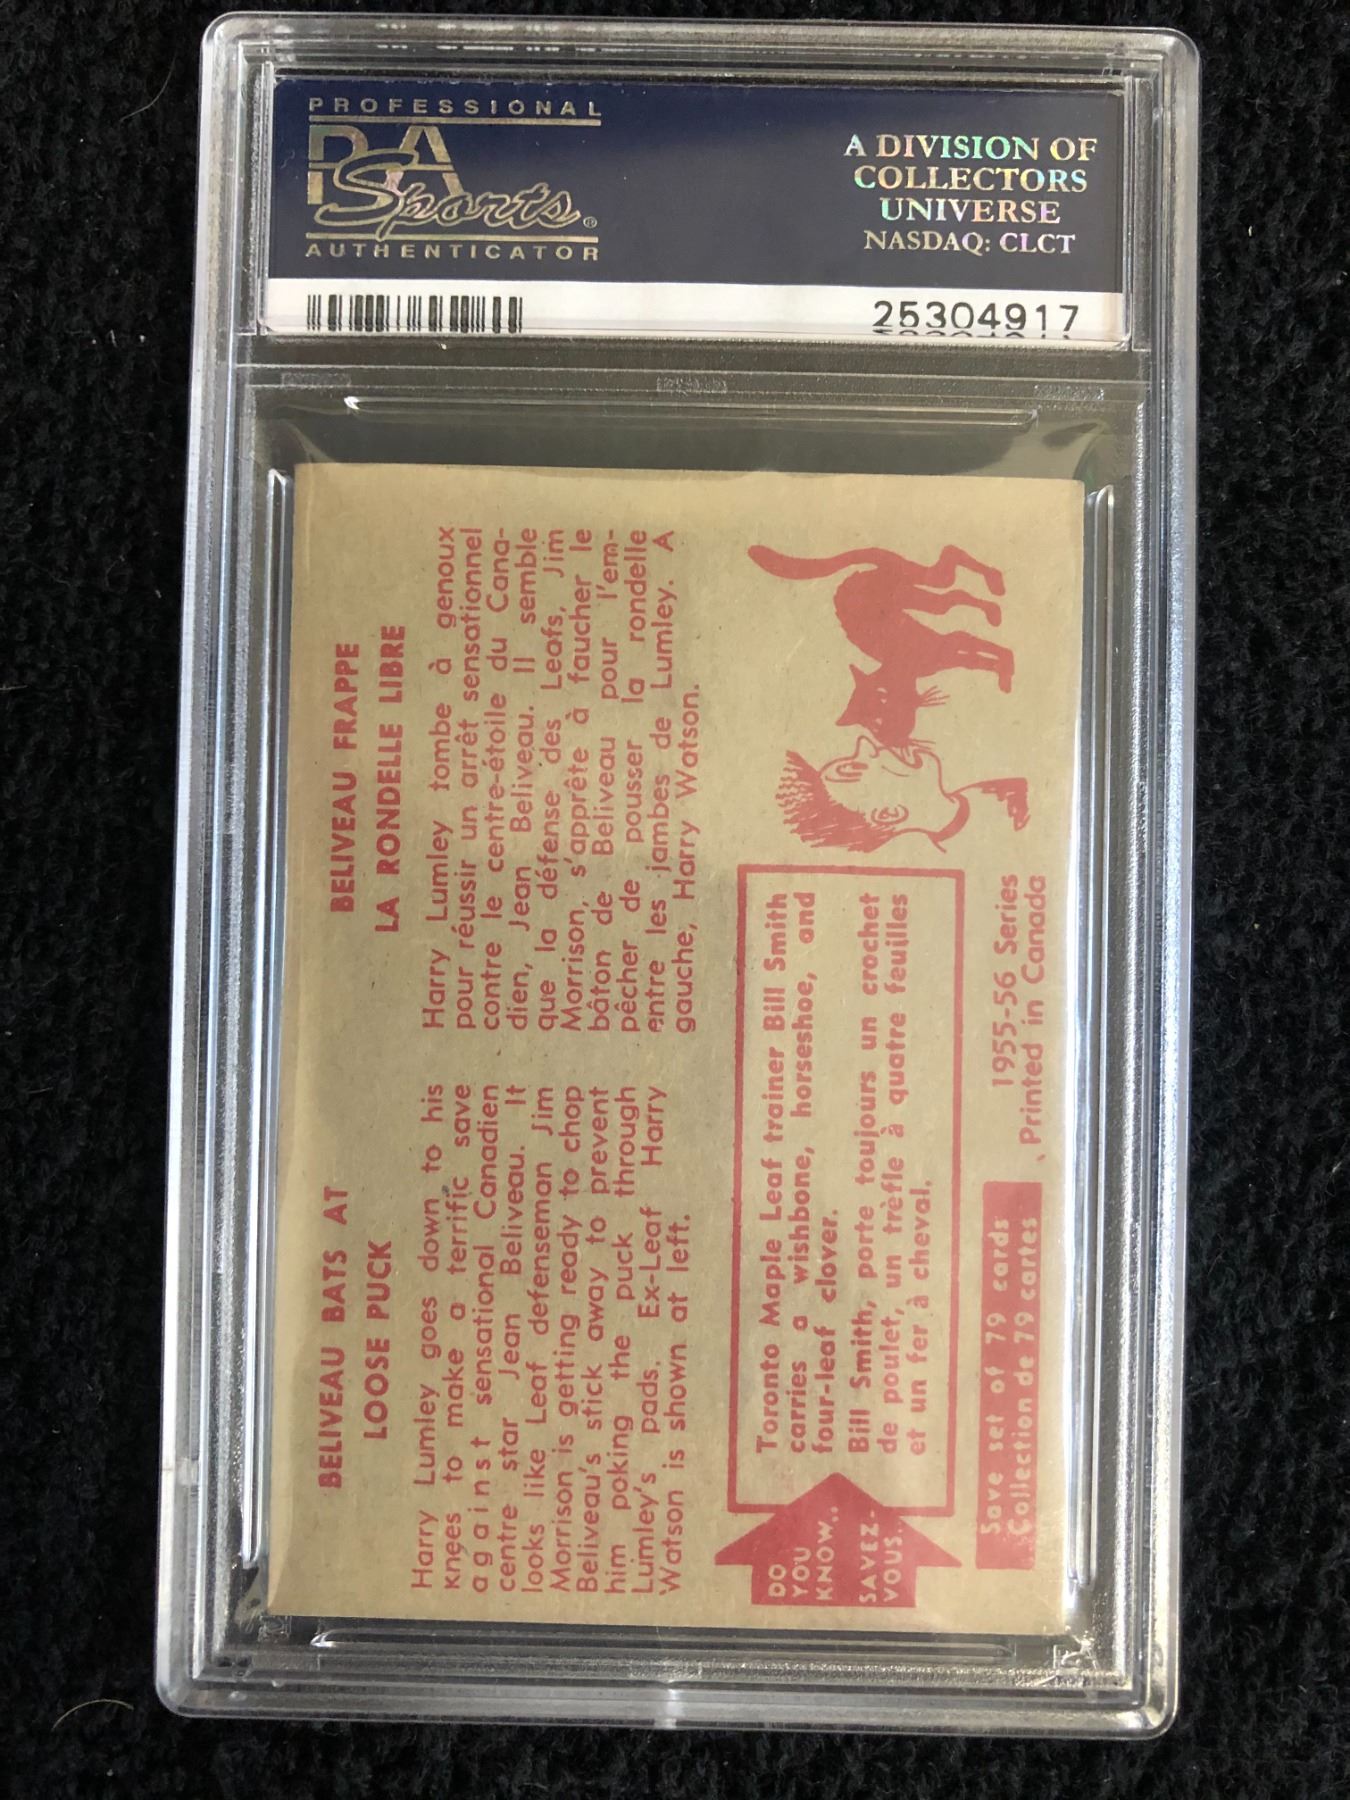 PROFESSIONAL
PSA
Sports®
AUTHENTICATOR
A DIVISION OF
COLLECTORS
UNIVERSE
NASDAQ: CLCT
25304917
BELIVEAU BATS AT
LOOSE PUCK
Harry Lumley goes down to his
knees to make a terrific save
against sensational Canadien
centre star Jean Beliveau. It
looks like Leaf defenseman Jim
Morrison is getting ready to chop
Beliveau's stick away to prevent
him poking the puck through
Lumley's pads. Ex-Leaf Harry
Watson is shown at left.
BELIVEAU FRAPPE
LA RONDELLE LIBRE
Harry Lumley tombe à genoux
pour réussir un arrêt sensationnel
contre le centre-étoile du Cana-
dien, Jean Beliveau. Il semble
que la défense des Leafs, Jim
Morrison, s'apprête à faucher le
bâton de Beliveau pour l'em-
pêcher de pousser la rondelle
entre les jambes de Lumley. A
gauche, Harry Watson.
DO
YOU
KNOW..
SAVEZ-
VOUS..
Toronto Maple Leaf trainer Bill Smith
carries a wishbone, horseshoe, and
four-leaf clover.
Bill Smith, porte toujours un crochet
de poulet, un trèfle à quatre feuilles
et un fer à cheval.
Save set of 79 cards
Collection de 79 cartes
1955-56 Series
Printed in Canada